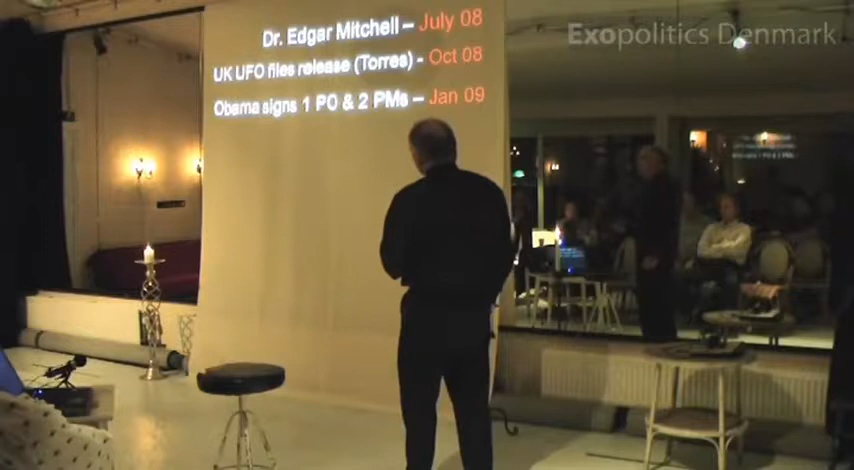 Exopolitics Denmark
Dr. Edgar Mitchell – July 08
UK UFO files release (Torres) - Oct 08
Obama signs 1 PO & 2 PMs – Jan 09